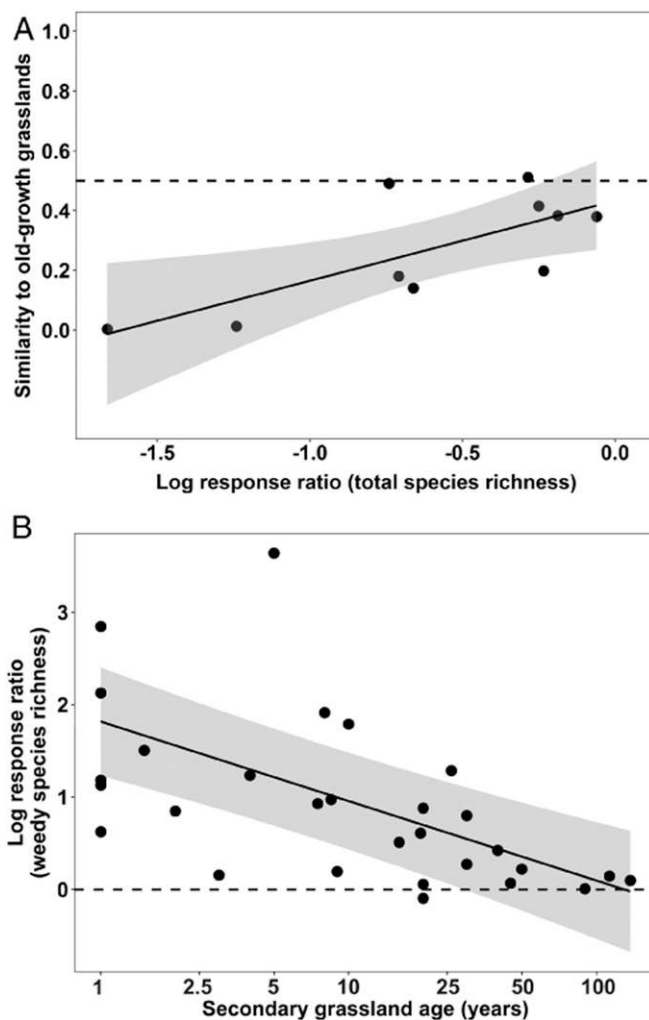 A
1.0
0.8
0.6
0.4
0.2
0.0
Similarity to old-growth grasslands
-1.5 -1.0 -0.5 0.0
Log response ratio (total species richness)
B
3
2
1
0
Log response ratio
(weedy species richness)
1 2.5 5 10 25 50 100
Secondary grassland age (years)